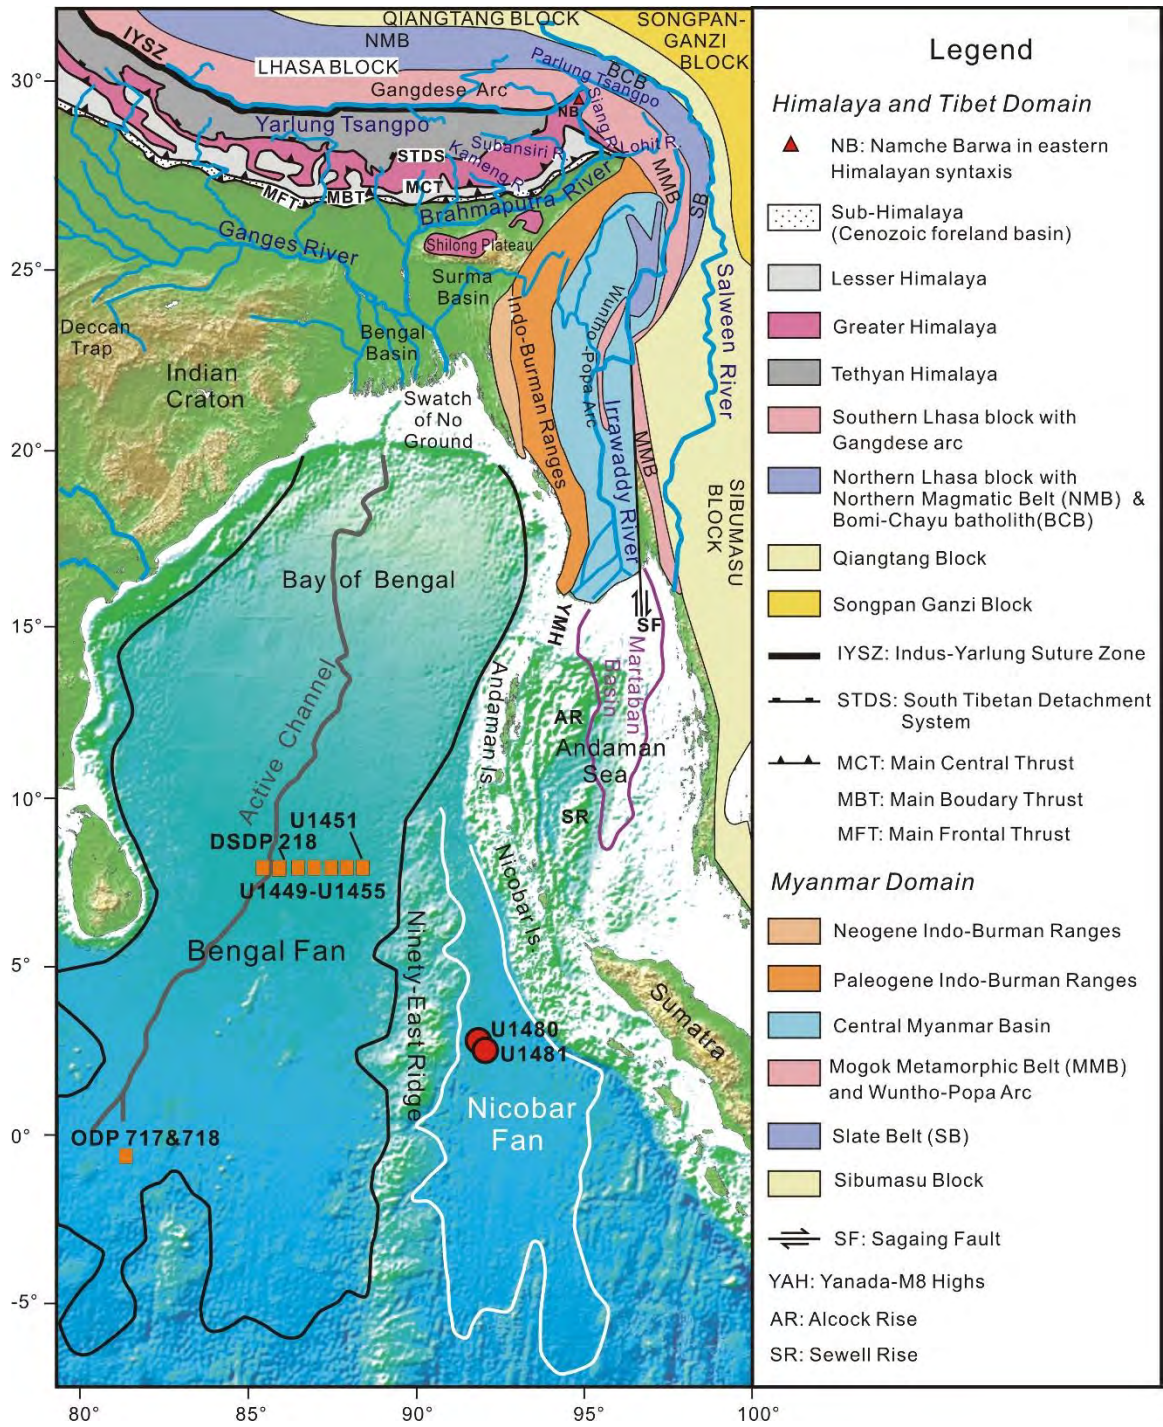 QIANGTANG BLOCK
SONGPAN-
GANZI
BLOCK
IYSZ
NMB
LHASA BLOCK
BCB
Parlung Tsangpo
Gangdese Arc
NB
Siang R.
Yarlung Tsangpo
Subansiri R.
Lohit R.
STDS
Kameng R.
MCT
MBT
MFT
MMB
SB
Brahmaputra River
Ganges River
Shilong Plateau
Surma
Basin
Salween River
Wuntho
-Popa Arc
Indo-Burman Ranges
Deccan
Trap
Bengal
Basin
Indian
Craton
Swatch
of No
Ground
Irrawaddy River
MMB
SIBUMASU
BLOCK
Bay of Bengal
YMH
SF
Martaban
Basin
Active Channel
Andaman Is.
AR
Andaman
Sea
SR
U1451
DSDP 218
U1449-U1455
Nicobar Is.
Bengal Fan
Ninety-East Ridge
Sumatra
U1480
U1481
Nicobar
Fan
ODP 717&718
30°
25°
20°
15°
10°
5°
0°
-5°
80°
85°
90°
95°
100°
Legend
Himalaya and Tibet Domain
NB: Namche Barwa in eastern
Himalayan syntaxis
Sub-Himalaya
(Cenozoic foreland basin)
Lesser Himalaya
Greater Himalaya
Tethyan Himalaya
Southern Lhasa block with
Gangdese arc
Northern Lhasa block with
Northern Magmatic Belt (NMB) &
Bomi-Chayu batholith(BCB)
Qiangtang Block
Songpan Ganzi Block
IYSZ: Indus-Yarlung Suture Zone
STDS: South Tibetan Detachment
System
MCT: Main Central Thrust
MBT: Main Boudary Thrust
MFT: Main Frontal Thrust
Myanmar Domain
Neogene Indo-Burman Ranges
Paleogene Indo-Burman Ranges
Central Myanmar Basin
Mogok Metamorphic Belt (MMB)
and Wuntho-Popa Arc
Slate Belt (SB)
Sibumasu Block
SF: Sagaing Fault
YAH: Yanada-M8 Highs
AR: Alcock Rise
SR: Sewell Rise